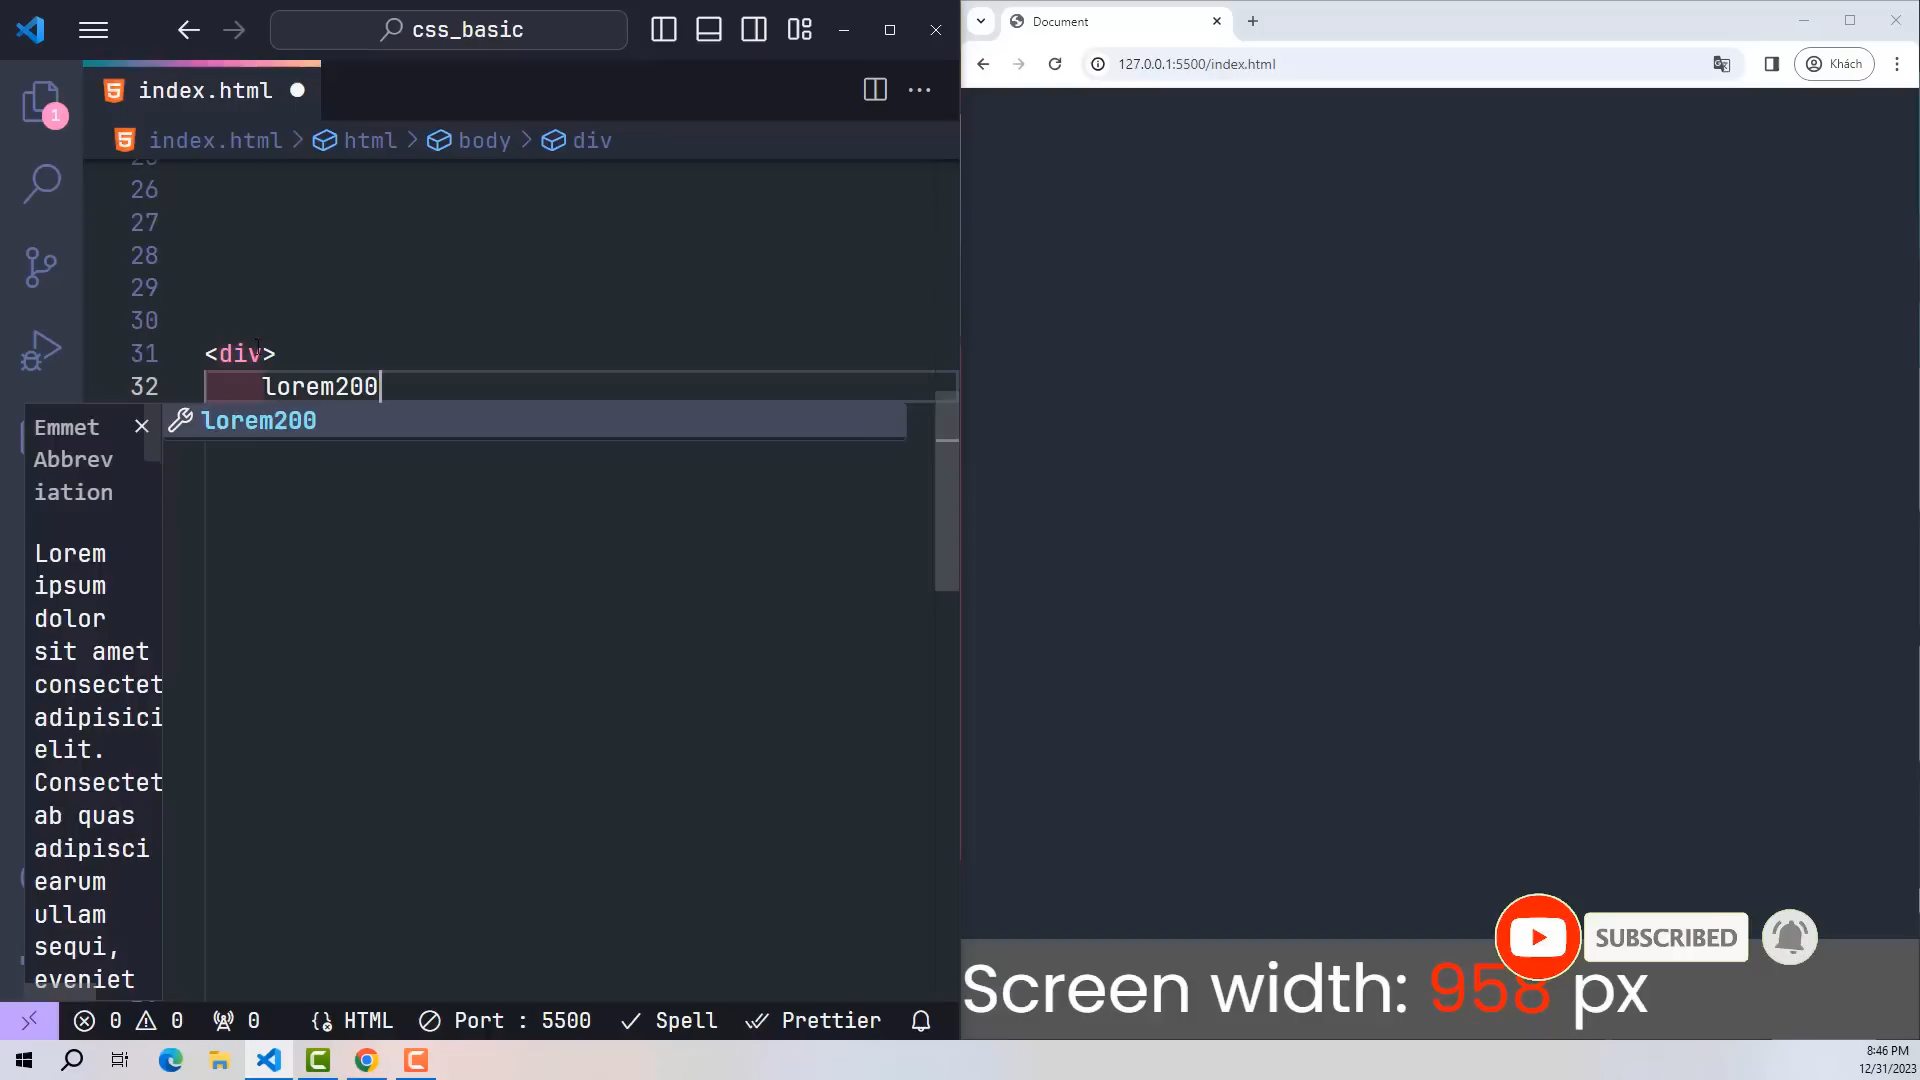 css_basic
index.html
index.html > html > body > div
26
27
28
29
30
31 <div>
32 lorem200
lorem200
Emmet
Abbrev
iation
Lorem
ipsum
dolor
sit amet
consectet
adipisici
elit.
Consectet
ab quas
adipisci
earum
ullam
sequi,
eveniet
1
0 0 0 HTML Port : 5500 Spell Prettier
Document
127.0.0.1:5500/index.html
Khách
SUBSCRIBED
Screen width: 958 px
8:46 PM
12/31/2023